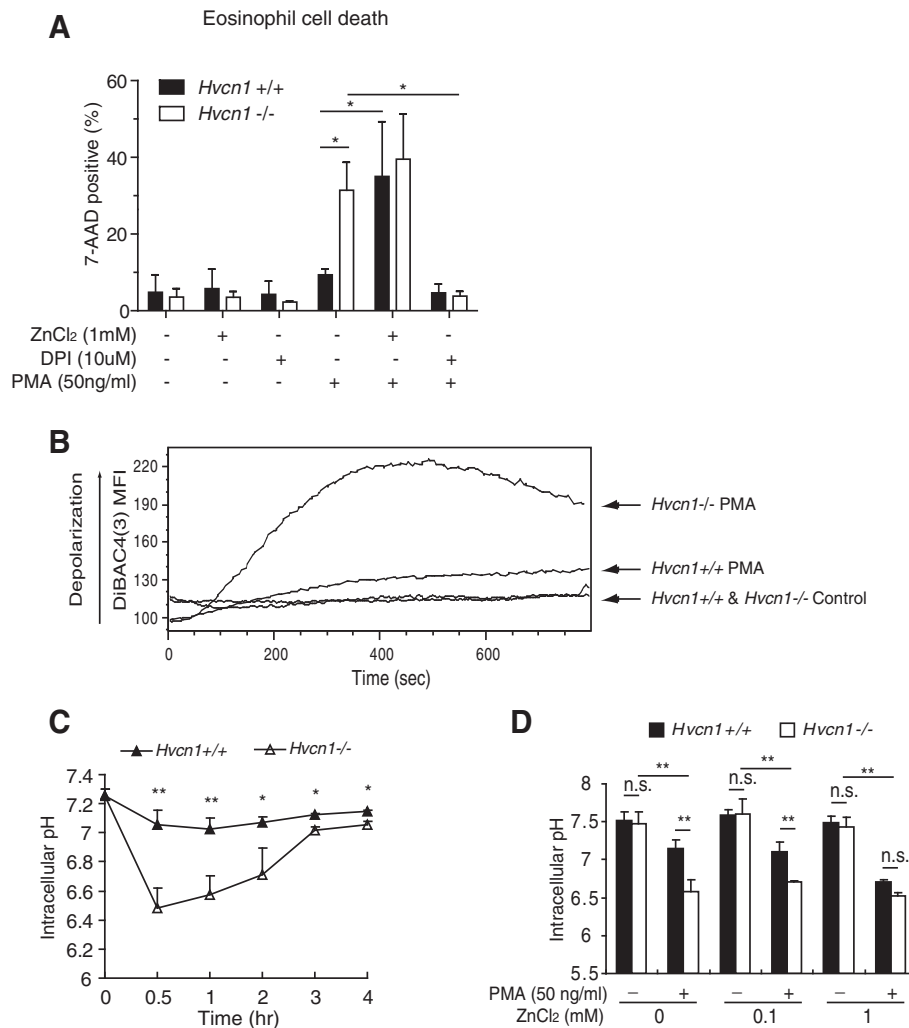 A
Eosinophil cell death
60
40
20
0
7-AAD positive (%)
Hvcn1 +/+
Hvcn1 -/-
*
*
*
ZnCl2 (1mM) - + - - + -
DPI (10uM) - - + - - +
PMA (50ng/ml) - - - + + +
B
Depolarization
DiBAC4(3) MFI
220
190
160
130
100
0 200 400 600
Time (sec)
Hvcn1-/- PMA
Hvcn1+/+ PMA
Hvcn1+/+ & Hvcn1-/- Control
C
Hvcn1+/+ Hvcn1-/-
7.4
7.2
7
6.8
6.6
6.4
6.2
6
Intracellular pH
** ** * * *
0 0.5 1 2 3 4
Time (hr)
D
Hvcn1+/+ Hvcn1-/-
8
7.5
7
6.5
6
5.5
Intracellular pH
** ** **
n.s. n.s. n.s.
** ** n.s.
PMA (50 ng/ml) – + – + – +
ZnCl2 (mM) 0 0.1 1